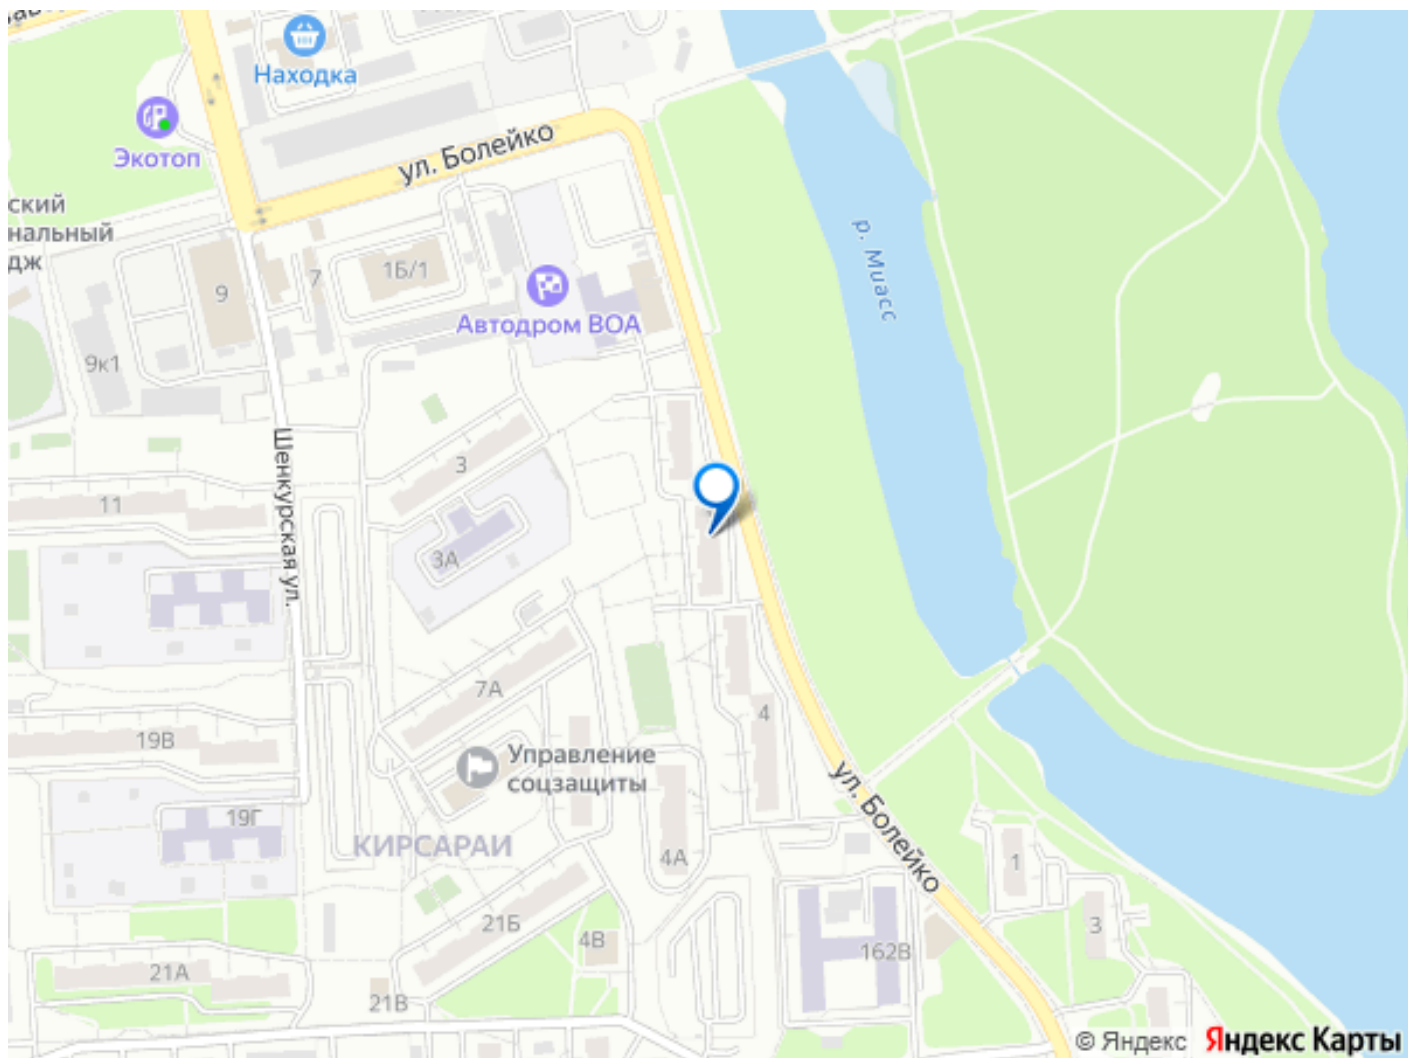 Находка
Экотоп
ул. Болейко
ский
нальный
дж
р. Миасс
1Б/1
7
9
Автодром ВОА
9к1
Шенкурская ул.
3
11
3А
7А
4
19В
Управление
соцзащиты
ул. Болейко
19Г
КИРСАРАИ
4А
1
21Б
3
4В
162В
21А
21В
© Яндекс Яндекс Карты